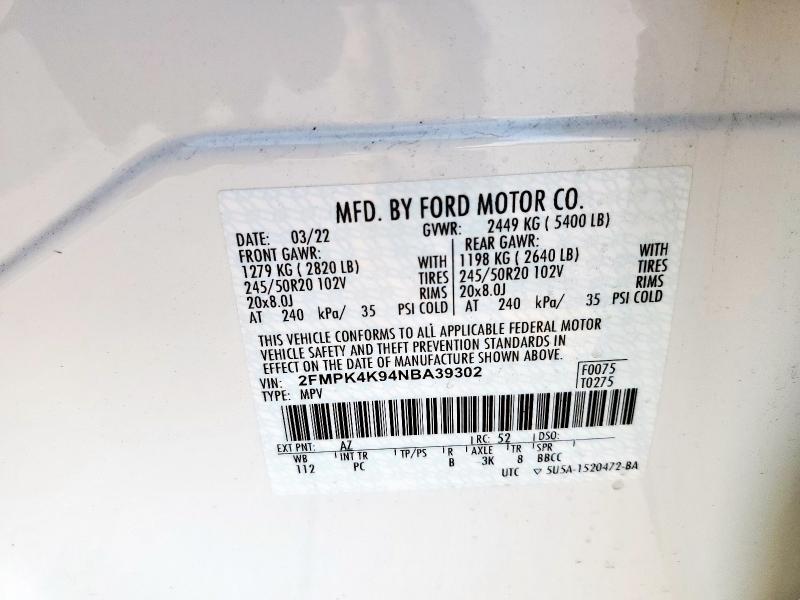 MFD. BY FORD MOTOR CO.
DATE: 03/22 GVWR: 2449 KG ( 5400 LB)
FRONT GAWR: REAR GAWR:
1279 KG ( 2820 LB) WITH 1198 KG ( 2640 LB) WITH
245/50R20 102V TIRES 245/50R20 102V TIRES
20x8.0J RIMS 20x8.0J RIMS
AT 240 kPa/ 35 PSI COLD AT 240 kPa/ 35 PSI COLD
THIS VEHICLE CONFORMS TO ALL APPLICABLE FEDERAL MOTOR
VEHICLE SAFETY AND THEFT PREVENTION STANDARDS IN
EFFECT ON THE DATE OF MANUFACTURE SHOWN ABOVE.
VIN: 2FMPK4K94NBA39302 F0075
TYPE: MPV T0275
EXT PNT: AZ RC: 52 DSO:
WB INT TR TP/PS R AXLE TR SPR
112 PC B 3K 8 BBCC
UTC ▽ 5U5A-1520472-BA